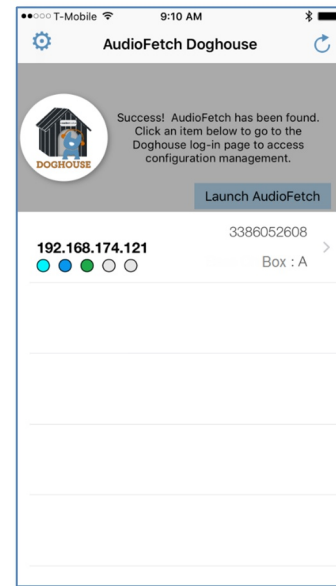 T-Mobile 9:10 AM
AudioFetch Doghouse
Success! AudioFetch has been found.
Click an item below to go to the
Doghouse log-in page to access
configuration management.
DOGHOUSE
Launch AudioFetch
3386052608
192.168.174.121
Box : A